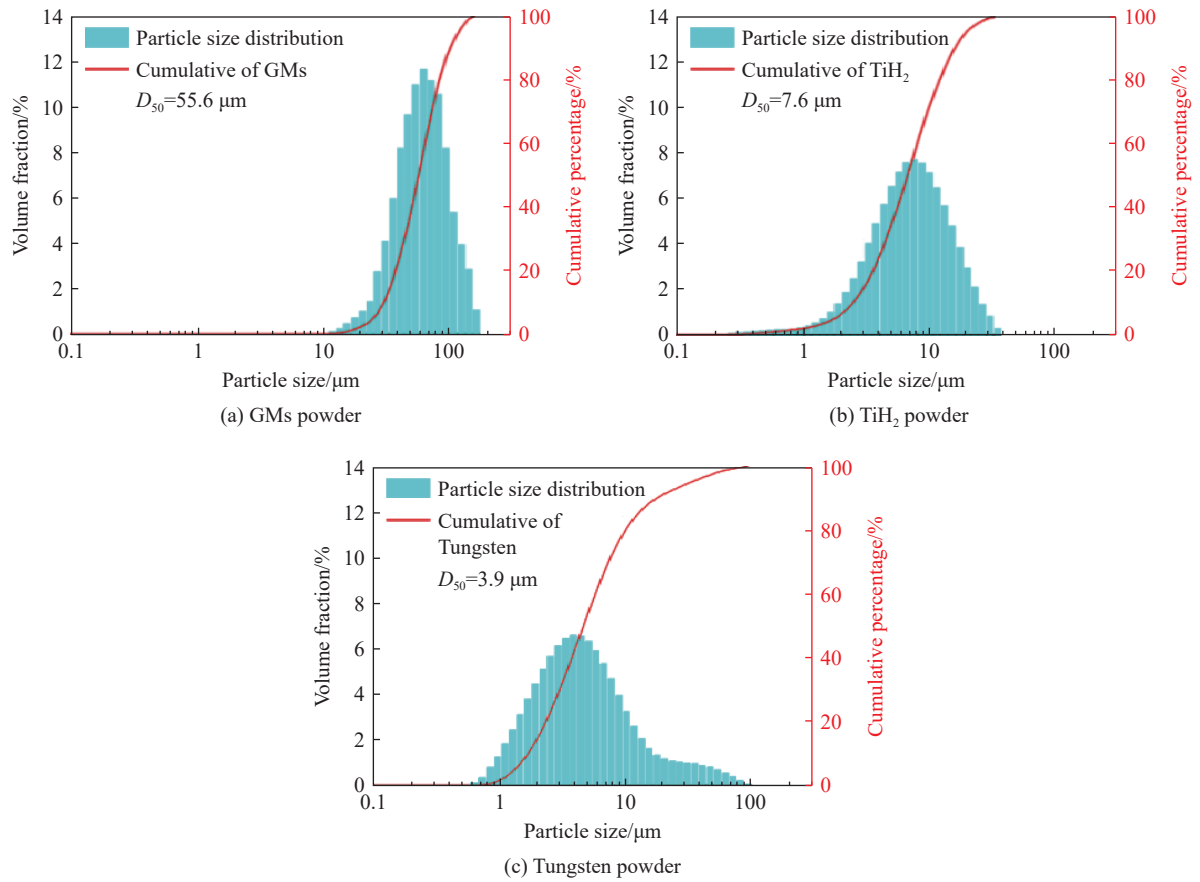 14
12
10
8
6
4
2
0
Volume fraction/%
Particle size distribution
Cumulative of GMs
D₅₀=55.6 μm
100
80
60
40
20
0
Cumulative percentage/%
0.1 1 10 100
Particle size/μm
(a) GMs powder
14
12
10
8
6
4
2
0
Volume fraction/%
Particle size distribution
Cumulative of TiH₂
D₅₀=7.6 μm
100
80
60
40
20
0
Cumulative percentage/%
0.1 1 10 100
Particle size/μm
(b) TiH₂ powder
14
12
10
8
6
4
2
0
Volume fraction/%
Particle size distribution
Cumulative of
Tungsten
D₅₀=3.9 μm
100
80
60
40
20
0
Cumulative percentage/%
0.1 1 10 100
Particle size/μm
(c) Tungsten powder